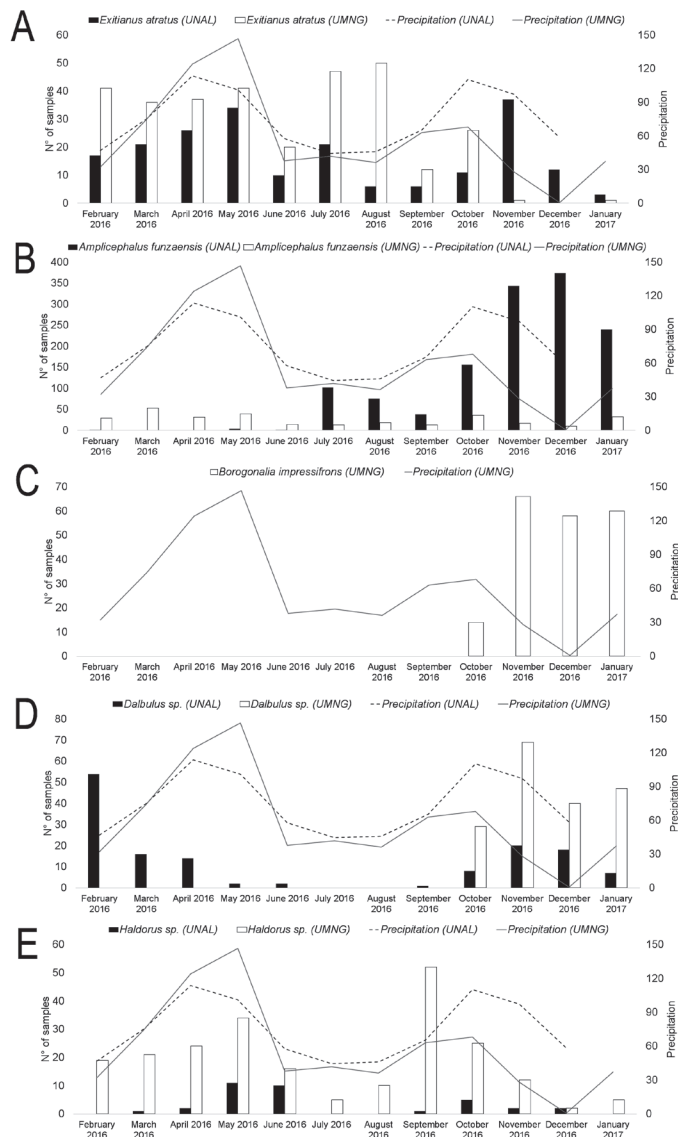 A
Exitianus atratus (UNAL) Exitianus atratus (UMNG) Precipitation (UNAL) Precipitation (UMNG)
60 150
50 120
40 90
30
20 60
10 30
0 0
N° of samples
Precipitation
February March April 2016 May 2016 June 2016 July 2016 August September October November December January
2016 2016 2016 2016 2016 2016 2016 2017
B
Amplicephalus funzaensis (UNAL) Amplicephalus funzaensis (UMNG) Precipitation (UNAL) Precipitation (UMNG)
400 150
350
300 120
250 90
200
150 60
100 30
50
0 0
N° of samples
Precipitation
February March April 2016 May 2016 June 2016 July 2016 August September October November December January
2016 2016 2016 2016 2016 2016 2016 2017
C
Borogonalia impressifrons (UMNG) Precipitation (UMNG)
70 150
60 120
50
40 90
30 60
20 30
10
0 0
N° of samples
Precipitation
February March April 2016 May 2016 June 2016 July 2016 August September October November December January
2016 2016 2016 2016 2016 2016 2016 2017
D
Dalbulus sp. (UNAL) Dalbulus sp. (UMNG) Precipitation (UNAL) Precipitation (UMNG)
80 150
70
60 120
50 90
40
30 60
20 30
10
0 0
N° of samples
Precipitation
February March April 2016 May 2016 June 2016 July 2016 August September October November December January
2016 2016 2016 2016 2016 2016 2016 2017
E
Haldorus sp. (UNAL) Haldorus sp. (UMNG) Precipitation (UNAL) Precipitation (UMNG)
60 150
50 120
40 90
30
20 60
10 30
0 0
N° of samples
Precipitation
February March April 2016 May 2016 June 2016 July 2016 August September October November December January
2016 2016 2016 2016 2016 2016 2016 2017